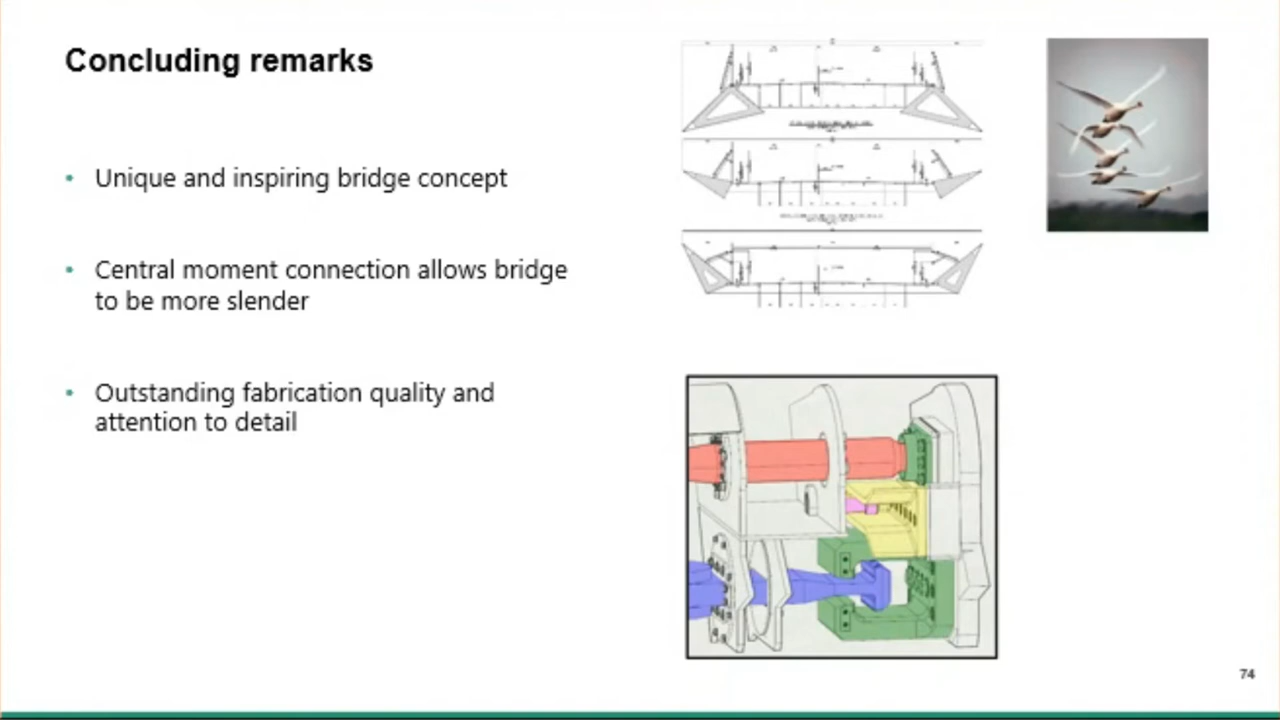 Concluding remarks
• Unique and inspiring bridge concept
• Central moment connection allows bridge
to be more slender
• Outstanding fabrication quality and
attention to detail
74